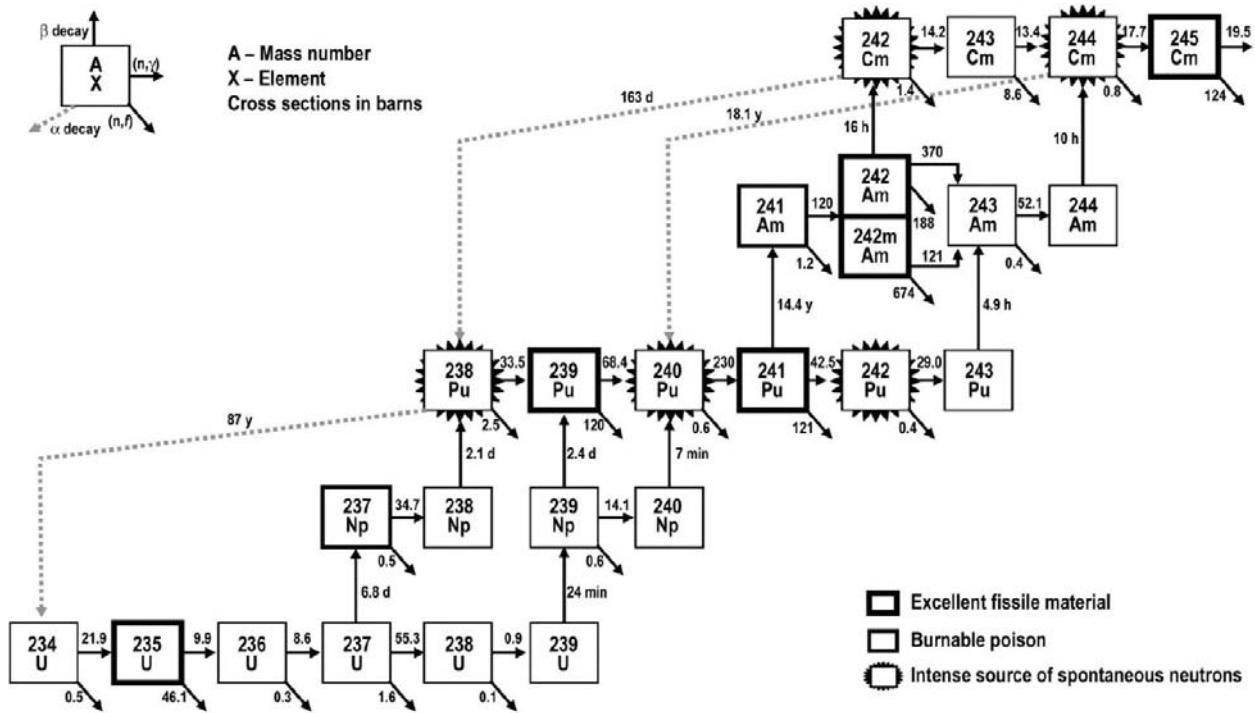 β decay
A
X
(n,γ)
(n,f)
α decay
A – Mass number
X – Element
Cross sections in barns
242
Cm
14.2
243
Cm
13.4
244
Cm
17.7
245
Cm
19.5
1.4
8.6
0.8
124
163 d
18.1 y
16 h
10 h
241
Am
120
242
Am
370
188
242m
Am
121
243
Am
52.1
244
Am
1.2
674
0.4
14.4 y
4.9 h
238
Pu
33.5
239
Pu
68.4
240
Pu
230
241
Pu
42.5
242
Pu
29.0
243
Pu
2.5
120
0.6
121
0.4
87 y
2.1 d
2.4 d
7 min
237
Np
34.7
238
Np
239
Np
14.1
240
Np
0.5
0.6
6.8 d
24 min
234
U
21.9
235
U
9.9
236
U
8.6
237
U
55.3
238
U
0.9
239
U
0.5
46.1
0.3
1.6
0.1
Excellent fissile material
Burnable poison
Intense source of spontaneous neutrons